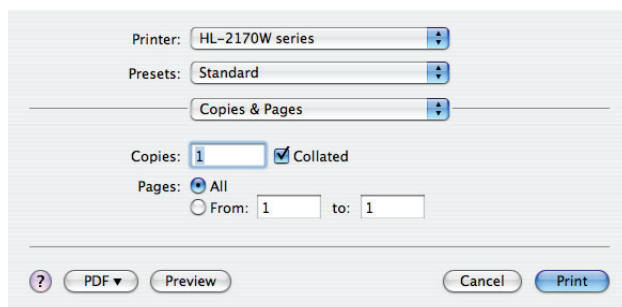 Printer: HL-2170W series
Presets: Standard
Copies & Pages
Copies: 1 Collated
Pages: All
From: 1 to: 1
? PDF▼ Preview Cancel Print